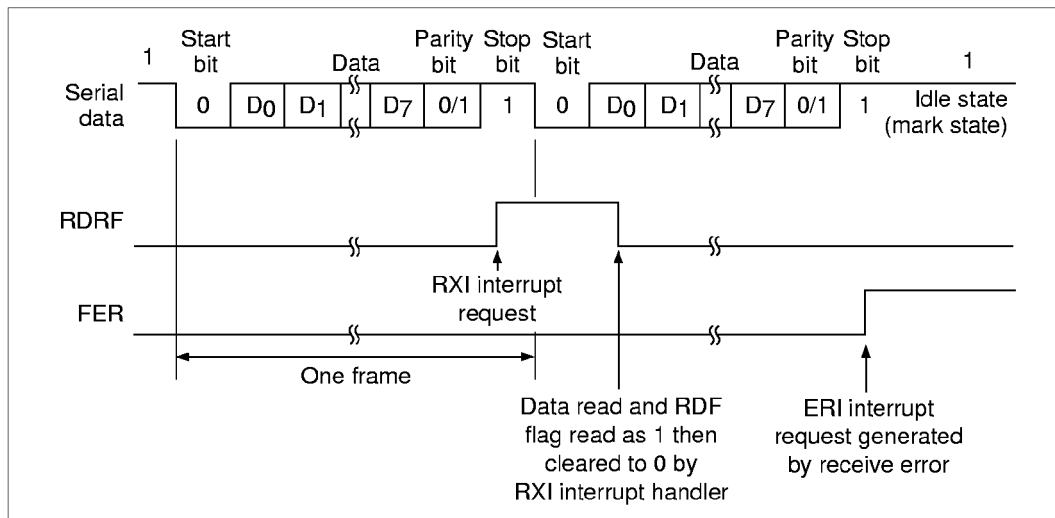 1 Start bit Data Parity bit Stop bit Start bit Data Parity bit Stop bit 1
Serial data 0 D0 D1 D7 0/1 1 0 D0 D1 D7 0/1 1 Idle state (mark state)
RDRF
RXI interrupt
request
FER
One frame
Data read and RDF
flag read as 1 then
cleared to 0 by
RXI interrupt handler
ERI interrupt
request generated
by receive error